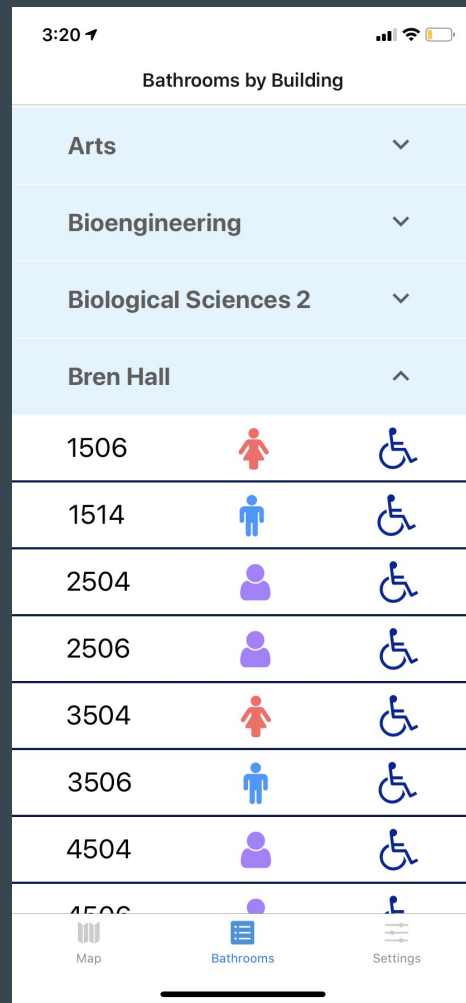 3:20
Bathrooms by Building
Arts
Bioengineering
Biological Sciences 2
Bren Hall
1506
1514
2504
2506
3504
3506
4504
4506
Map Bathrooms Settings